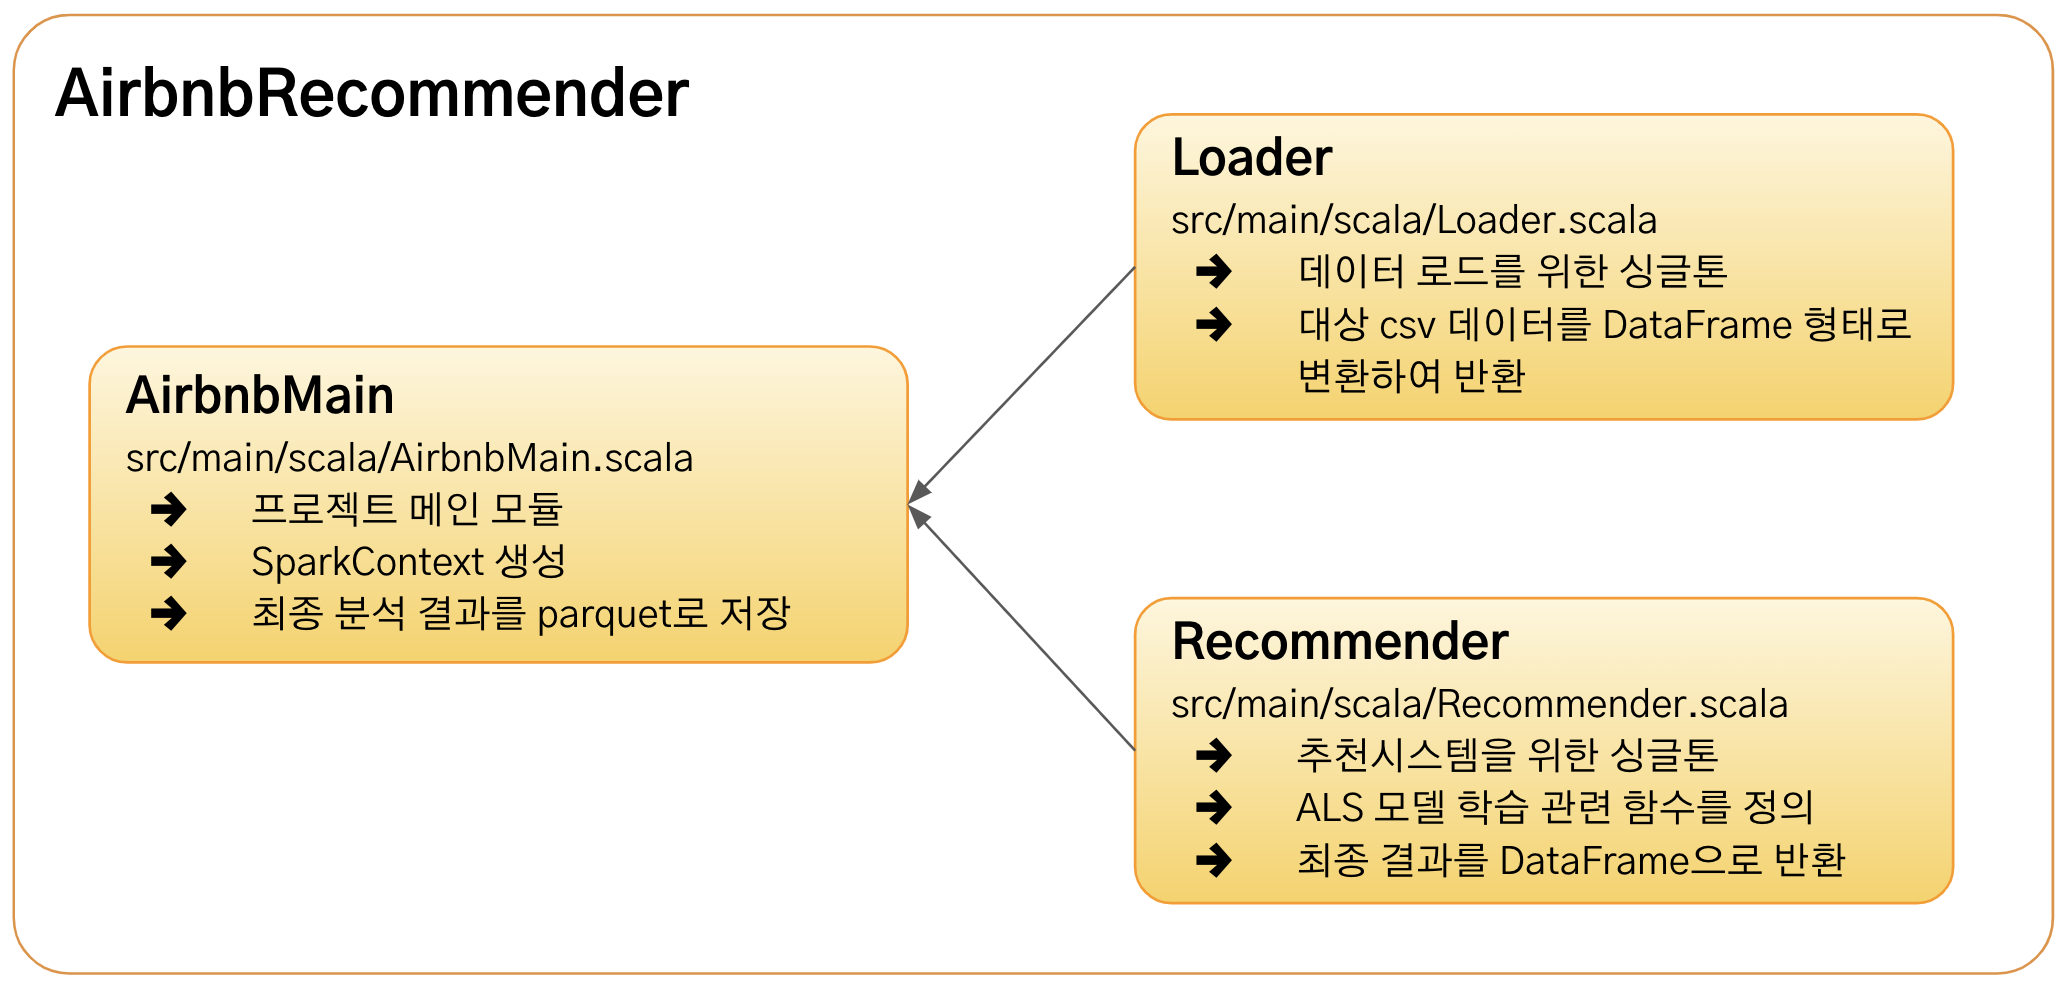 AirbnbRecommender
AirbnbMain
src/main/scala/AirbnbMain.scala
➔ 프로젝트 메인 모듈
➔ SparkContext 생성
➔ 최종 분석 결과를 parquet로 저장
Loader
src/main/scala/Loader.scala
➔ 데이터 로드를 위한 싱글톤
➔ 대상 csv 데이터를 DataFrame 형태로
변환하여 반환
Recommender
src/main/scala/Recommender.scala
➔ 추천시스템을 위한 싱글톤
➔ ALS 모델 학습 관련 함수를 정의
➔ 최종 결과를 DataFrame으로 반환